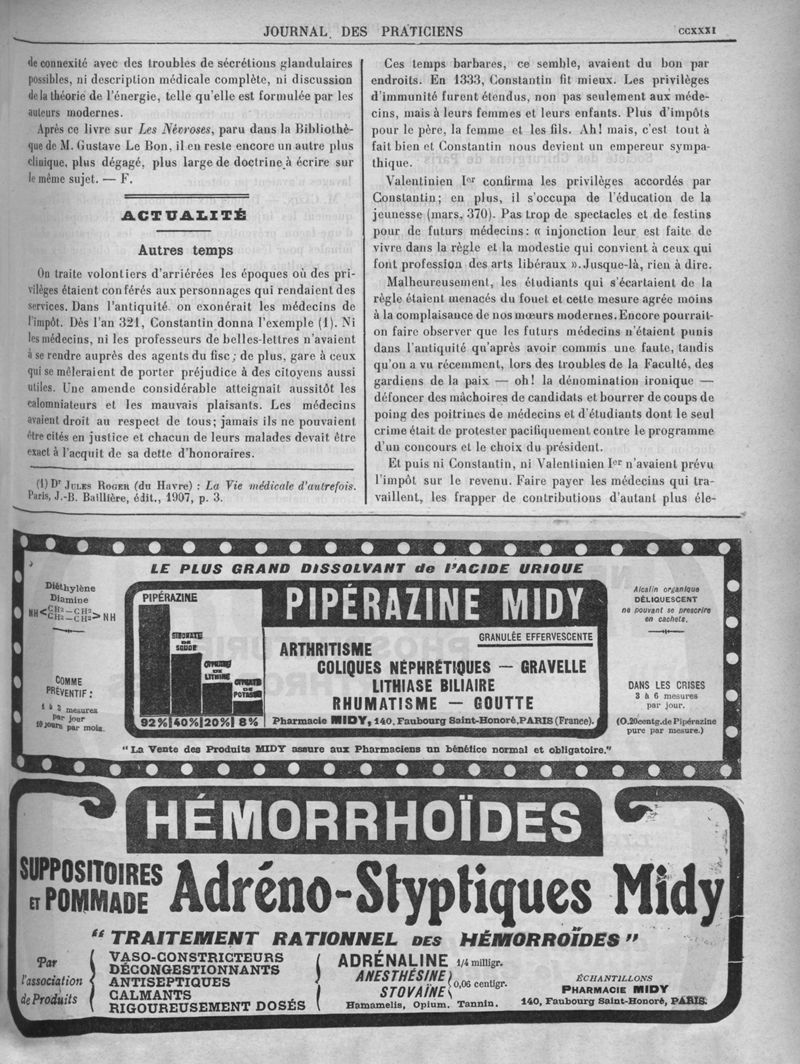 JOURNAL DES PRATICIENS
CCXXXI
de connexité avec des troubles de sécrétions glandulaires
possibles, ni description médicale complète, ni discussion
de la théorie de l'énergie, telle qu'elle est formulée par les
auteurs modernes.
Après ce livre sur Les Névroses, paru dans la Bibliothè-
que de M. Gustave Le Bon, il en reste encore un autre plus
clinique, plus dégagé, plus large de doctrine à écrire sur
le même sujet. — F.
ACTUALITÉ
Autres temps
On traite volontiers d'arriérées les époques où des pri-
vilèges étaient conférés aux personnages qui rendaient des
services. Dans l'antiquité on exonérait les médecins de
l'impôt. Dès l'an 321, Constantin donna l'exemple (1). Ni
les médecins, ni les professeurs de belles-lettres n'avaient
à se rendre auprès des agents du fisc; de plus, gare à ceux
qui se mêleraient de porter préjudice à des citoyens aussi
utiles. Une amende considérable atteignait aussitôt les
calomniateurs et les mauvais plaisants. Les médecins
avaient droit au respect de tous; jamais ils ne pouvaient
être cités en justice et chacun de leurs malades devait être
exact à l'acquit de sa dette d'honoraires.
(1) Dr JULES ROGER (du Havre) : La Vie médicale d'autrefois.
Paris, J.-B. Baillière, édit., 1907, p. 3.
Ces temps barbares, ce semble, avaient du bon par
endroits. En 1333, Constantin fit mieux. Les privilèges
d'immunité furent étendus, non pas seulement aux méde-
cins, mais à leurs femmes et leurs enfants. Plus d'impôts
pour le père, la femme et les fils. Ah! mais, c'est tout à
fait bien et Constantin nous devient un empereur sympa-
thique.
Valentinien Ier confirma les privilèges accordés par
Constantin; en plus, il s'occupa de l'éducation de la
jeunesse (mars, 370). Pas trop de spectacles et de festins
pour de futurs médecins: « injonction leur est faite de
vivre dans la règle et la modestie qui convient à ceux qui
font profession des arts libéraux ». Jusque-là, rien à dire.
Malheureusement, les étudiants qui s'écartaient de la
règle étaient menacés du fouet et cette mesure agrée moins
à la complaisance de nos mœurs modernes. Encore pourrait-
on faire observer que les futurs médecins n'étaient punis
dans l'antiquité qu'après avoir commis une faute, tandis
qu'on a vu récemment, lors des troubles de la Faculté, des
gardiens de la paix — oh! la dénomination ironique —
défoncer des mâchoires de candidats et bourrer de coups de
poing des poitrines de médecins et d'étudiants dont le seul
crime était de protester pacifiquement contre le programme
d'un concours et le choix du président.
Et puis ni Constantin, ni Valentinien Ier n'avaient prévu
l'impôt sur le revenu. Faire payer les médecins qui tra-
vaillent, les frapper de contributions d'autant plus éle-
LE PLUS GRAND DISSOLVANT de l'ACIDE URIQUE
Diéthylène
Diamine
NH<CH²—CH²
CH²—CH²>NH
COMME
PRÉVENTIF :
1 à 2 mesures
par jour
10 jours par mois.
PIPÉRAZINE
BENZOATE
DE
SOUDE
CITRATE
DE
LITHINE
CITRATE
DE
POTASSE
92% 40% 20% 8%
PIPÉRAZINE MIDY
GRANULÉE EFFERVESCENTE
ARTHRITISME
COLIQUES NÉPHRÉTIQUES — GRAVELLE
LITHIASE BILIAIRE
RHUMATISME — GOUTTE
Pharmacie MIDY, 140, Faubourg Saint-Honoré, PARIS (France).
Alcalin organique
DÉLIQUESCENT
ne pouvant se prescrire
en cachets.
DANS LES CRISES
3 à 6 mesures
par jour.
(0.20centg. de Pipérazine
pure par mesure.)
"La Vente des Produits MIDY assure aux Pharmaciens un bénéfice normal et obligatoire."
HÉMORRHOÏDES
SUPPOSITOIRES
ET POMMADE
Adréno-Styptiques Midy
" TRAITEMENT RATIONNEL DES HÉMORROÏDES "
Par
l'association
de Produits
VASO-CONSTRICTEURS
DÉCONGESTIONNANTS
ANTISEPTIQUES
CALMANTS
RIGOUREUSEMENT DOSÉS
ADRÉNALINE 1/4 milligr.
ANESTHÉSINE
STOVAÏNE
0,06 centigr.
Hamamelis, Opium, Tannin.
ÉCHANTILLONS
PHARMACIE MIDY
140, Faubourg Saint-Honoré, PARIS.